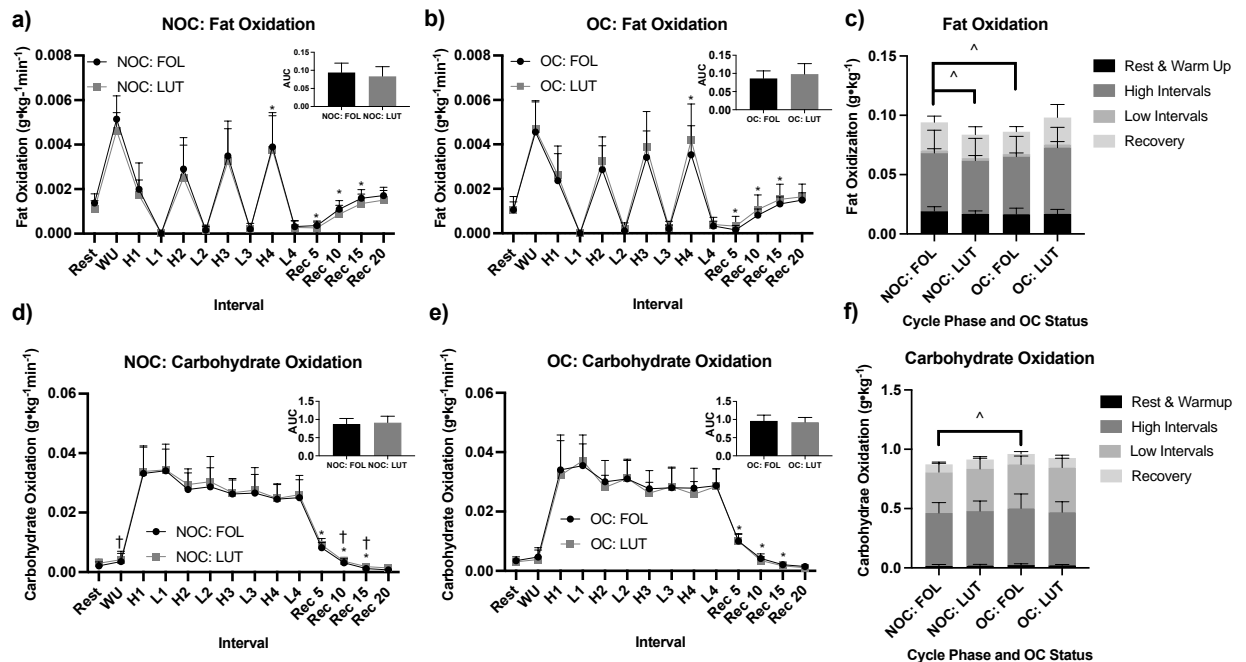 a) NOC: Fat Oxidation
Fat Oxidation (g•kg-¹min⁻¹)
0.008
0.006
0.004
0.002
0.000
NOC: FOL
NOC: LUT
AUC
0.15
0.10
0.05
0.00
NOC: FOL NOC: LUT
* * * *
Rest WU H1 L1 H2 L2 H3 L3 H4 L4 Rec 5 Rec 10 Rec 15 Rec 20
Interval
b) OC: Fat Oxidation
Fat Oxidation (g•kg⁻¹min⁻¹)
0.008
0.006
0.004
0.002
0.000
OC: FOL
OC: LUT
AUC
0.15
0.10
0.05
0.00
OC: FOL OC: LUT
* * * *
Rest WU H1 L1 H2 L2 H3 L3 H4 L4 Rec 5 Rec 10 Rec 15 Rec 20
Interval
c) Fat Oxidation
Fat Oxidizaiton (g•kg⁻¹)
0.15
0.10
0.05
0.00
^
^
^
Rest & Warm Up
High Intervals
Low Intervals
Recovery
NOC: FOL NOC: LUT OC: FOL OC: LUT
Cycle Phase and OC Status
d) NOC: Carbohydrate Oxidation
Carbohydrate Oxidation (g•kg⁻¹min⁻¹)
0.06
0.04
0.02
0.00
AUC
1.5
1.0
0.5
0.0
NOC: FOL NOC: LUT
NOC: FOL
NOC: LUT
† * † * † *
Rest WU H1 L1 H2 L2 H3 L3 H4 L4 Rec 5 Rec 10 Rec 15 Rec 20
Interval
e) OC: Carbohydrate Oxidation
Carbohydrate Oxidation (g•kg⁻¹min⁻¹)
0.06
0.04
0.02
0.00
AUC
1.5
1.0
0.5
0.0
OC: FOL OC: LUT
OC: FOL
OC: LUT
* * *
Rest WU H1 L1 H2 L2 H3 L3 H4 L4 Rec 5 Rec 10 Rec 15 Rec 20
Interval
f) Carbohydrate Oxidation
Carbohydrae Oxidation (g•kg⁻¹)
1.5
1.0
0.5
0.0
^
Rest & Warmup
High Intervals
Low Intervals
Recovery
NOC: FOL NOC: LUT OC: FOL OC: LUT
Cycle Phase and OC Status